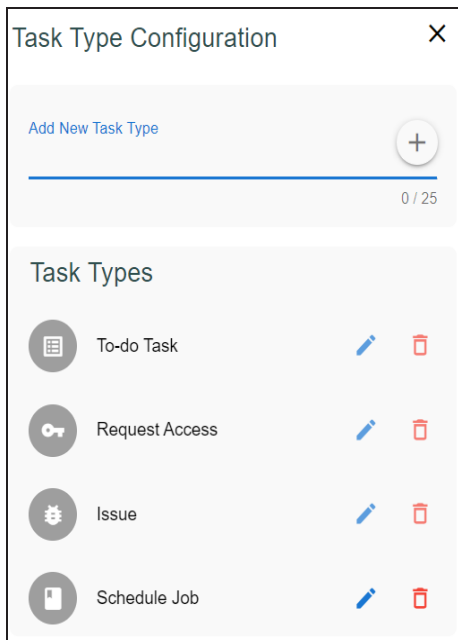 Task Type Configuration
Add New Task Type
0 / 25
Task Types
To-do Task
Request Access
Issue
Schedule Job